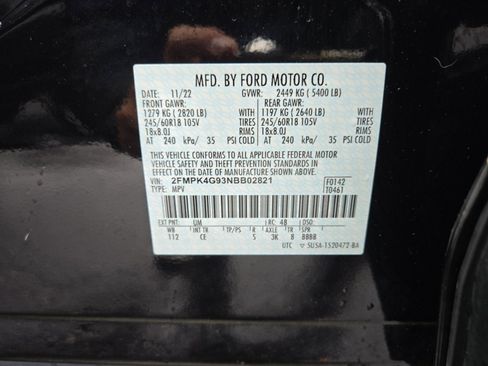 MFD. BY FORD MOTOR CO.
DATE: 11/22 GVWR: 2449 KG ( 5400 LB)
FRONT GAWR: REAR GAWR:
1279 KG ( 2820 LB) WITH 1197 KG ( 2640 LB) WITH
245/60R18 105V TIRES 245/60R18 105V TIRES
18x8.0J RIMS 18x8.0J RIMS
AT 240 kPa/ 35 PSI COLD AT 240 kPa/ 35 PSI COLD
THIS VEHICLE CONFORMS TO ALL APPLICABLE FEDERAL MOTOR
VEHICLE SAFETY AND THEFT PREVENTION STANDARDS IN EFFECT
ON THE DATE OF MANUFACTURE SHOWN ABOVE.
VIN: 2FMPK4G93NBB02821 F0142
TYPE: MPV T0461
EXT PNT: UM RC: 48 DSO:
WB INT TR TP/PS R AXLE TR SPR
112 CE 5 3K 8 BBBB
UTC 5U5A-1520472-BA